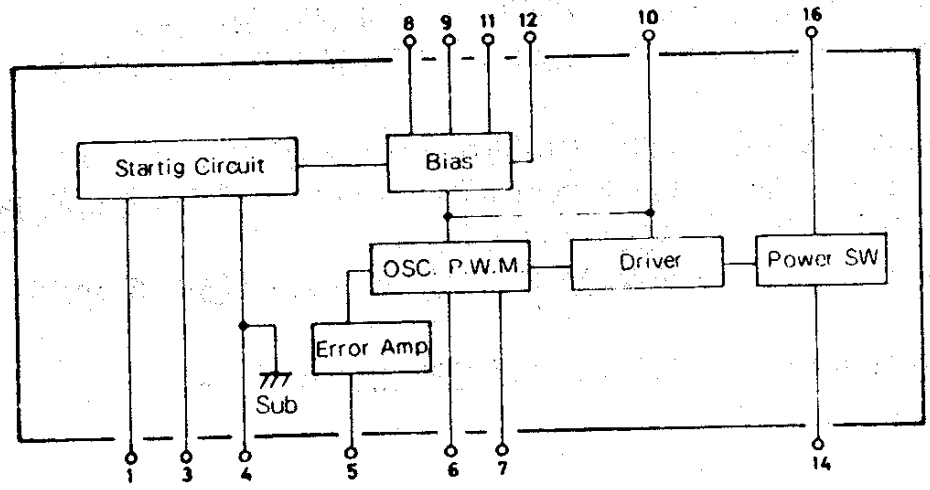 8 9 11 12 10 16
Startig Circuit
Bias
OSC. P.W.M.
Driver
Power SW
Error Amp
Sub
1 3 4 5 6 7 14